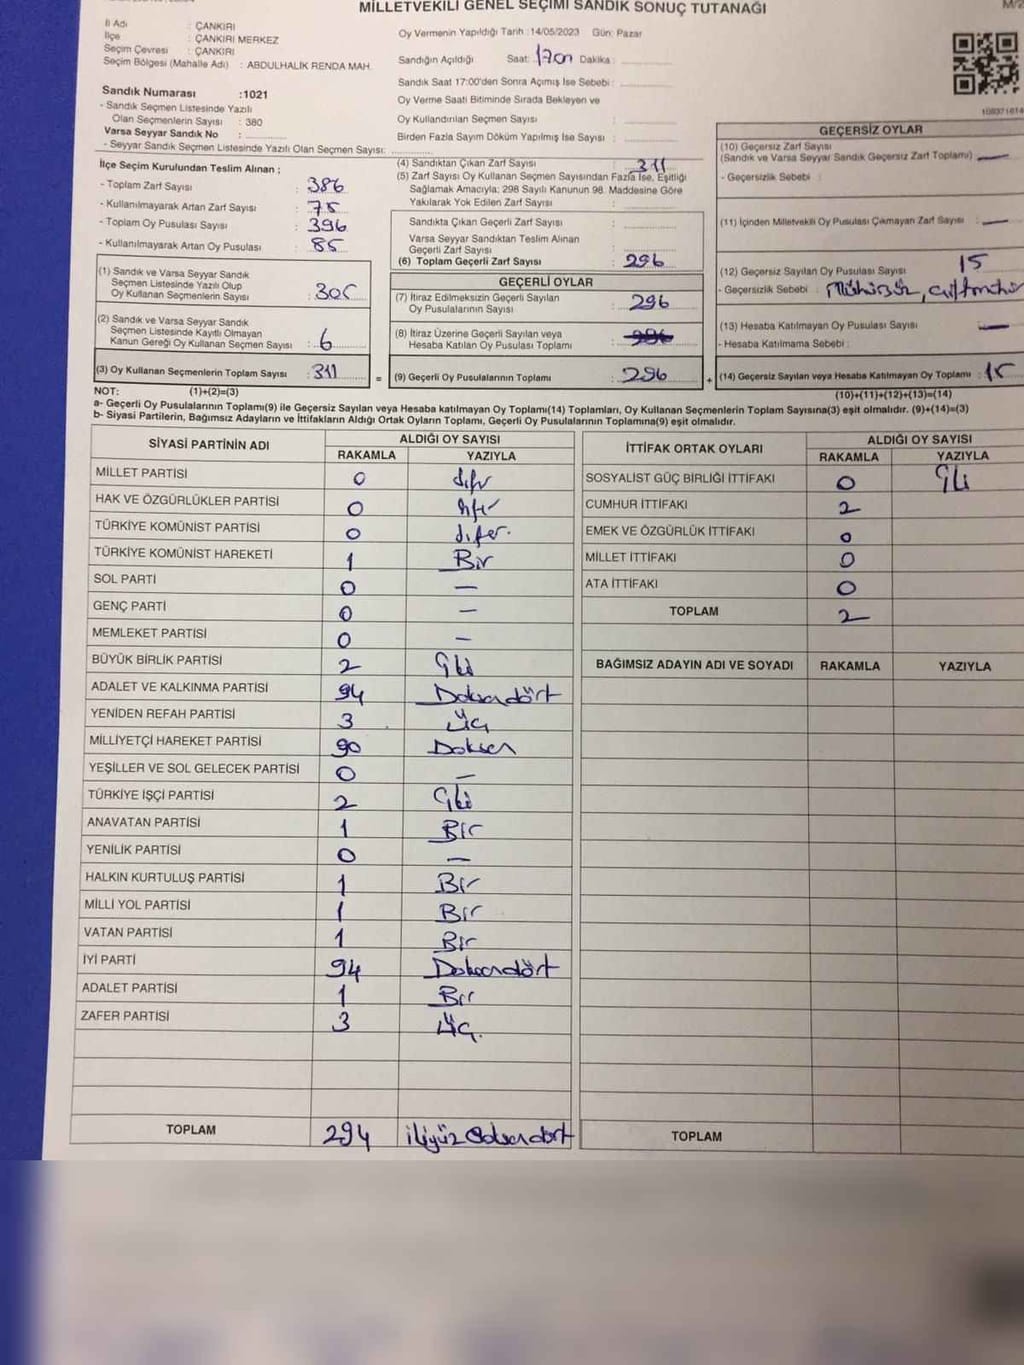 MİLLETVEKİLİ GENEL SEÇİMİ SANDIK SONUÇ TUTANAĞI
İl Adı : ÇANKIRI
İlçe : ÇANKIRI MERKEZ
Seçim Çevresi : ÇANKIRI
Seçim Bölgesi (Mahalle Adı) : ABDULHALIK RENDA MAH.
Sandık Numarası :1021
- Sandık Seçmen Listesinde Yazılı
Olan Seçmenlerin Sayısı : 380
Varsa Seyyar Sandık No :
- Seyyar Sandık Seçmen Listesinde Yazılı Olan Seçmen Sayısı:
Oy Vermenin Yapıldığı Tarih :14/05/2023 Gün: Pazar
Sandığın Açıldığı Saat: 1700 Dakika :
Sandık Saat 17:00'den Sonra Açımış İse Sebebi :
Oy Verme Saati Bitiminde Sırada Bekleyen ve
Oy Kullandırılan Seçmen Sayısı :
Birden Fazla Sayım Döküm Yapılmış İse Sayısı :
İlçe Seçim Kurulundan Teslim Alınan ;
- Toplam Zarf Sayısı : 386
- Kullanılmayarak Artan Zarf Sayısı : 75
- Toplam Oy Pusulası Sayısı : 396
- Kullanılmayarak Artan Oy Pusulası : 85
(1) Sandık ve Varsa Seyyar Sandık
Seçmen Listesinde Yazılı Olup
Oy Kullanan Seçmenlerin Sayısı : 305
(2) Sandık ve Varsa Seyyar Sandık
Seçmen Listesinde Kayıtlı Olmayan
Kanun Gereği Oy Kullanan Seçmen Sayısı : 6
(3) Oy Kullanan Seçmenlerin Toplam Sayısı : 311
(4) Sandıktan Çıkan Zarf Sayısı : 311
(5) Zarf Sayısı Oy Kullanan Seçmen Sayısından Fazla İse, Eşitliği
Sağlamak Amacıyla; 298 Sayılı Kanunun 98. Maddesine Göre
Yakılarak Yok Edilen Zarf Sayısı :
Sandıkta Çıkan Geçerli Zarf Sayısı :
Varsa Seyyar Sandıktan Teslim Alınan
Geçerli Zarf Sayısı :
(6) Toplam Geçerli Zarf Sayısı : 296
GEÇERLİ OYLAR
(7) İtiraz Edilmeksizin Geçerli Sayılan
Oy Pusulalarının Sayısı : 296
(8) İtiraz Üzerine Geçerli Sayılan veya
Hesaba Katılan Oy Pusulası Toplamı :
= (9) Geçerli Oy Pusulalarının Toplamı : 296 +
GEÇERSİZ OYLAR
(10) Geçersiz Zarf Sayısı
(Sandık ve Varsa Seyyar Sandık Geçersiz Zarf Toplamı) : —
- Geçersizlik Sebebi :
(11) İçinden Milletvekili Oy Pusulası Çıkmayan Zarf Sayısı : —
(12) Geçersiz Sayılan Oy Pusulası Sayısı : 15
- Geçersizlik Sebebi : Mühürsüz,
(13) Hesaba Katılmayan Oy Pusulası Sayısı : —
- Hesaba Katılmama Sebebi :
(14) Geçersiz Sayılan veya Hesaba Katılmayan Oy Toplamı : 15
NOT: (1)+(2)=(3)
(10)+(11)+(12)+(13)=(14)
a- Geçerli Oy Pusulalarının Toplamı(9) ile Geçersiz Sayılan veya Hesaba katılmayan Oy Toplamı(14) Toplamları, Oy Kullanan Seçmenlerin Toplam Sayısına(3) eşit olmalıdır. (9)+(14)=(3)
b- Siyasi Partilerin, Bağımsız Adayların ve İttifakların Aldığı Ortak Oyların Toplamı, Geçerli Oy Pusulalarının Toplamına(9) eşit olmalıdır.
SİYASİ PARTİNİN ADI ALDIĞI OY SAYISI
RAKAMLA YAZIYLA
MİLLET PARTİSİ 0 sıfır
HAK VE ÖZGÜRLÜKLER PARTİSİ 0 sıfır
TÜRKİYE KOMÜNİST PARTİSİ 0 sıfır.
TÜRKİYE KOMÜNİST HAREKETİ 1 Bir
SOL PARTİ 0 —
GENÇ PARTİ 0 —
MEMLEKET PARTİSİ 0 —
BÜYÜK BİRLİK PARTİSİ 2 İki
ADALET VE KALKINMA PARTİSİ 94 Doksandört
YENİDEN REFAH PARTİSİ 3 Üç
MİLLİYETÇİ HAREKET PARTİSİ 90 Doksan
YEŞİLLER VE SOL GELECEK PARTİSİ 0 —
TÜRKİYE İŞÇİ PARTİSİ 2 İki
ANAVATAN PARTİSİ 1 Bir
YENİLİK PARTİSİ 0 —
HALKIN KURTULUŞ PARTİSİ 1 Bir
MİLLİ YOL PARTİSİ 1 Bir
VATAN PARTİSİ 1 Bir
İYİ PARTİ 94 Doksandört
ADALET PARTİSİ 1 Bir
ZAFER PARTİSİ 3 Üç.
TOPLAM 294 ikiyüz Doksandört
İTTİFAK ORTAK OYLARI ALDIĞI OY SAYISI
RAKAMLA YAZIYLA
SOSYALİST GÜÇ BİRLİĞİ İTTİFAKI 0 İki
CUMHUR İTTİFAKI 2
EMEK VE ÖZGÜRLÜK İTTİFAKI 0
MİLLET İTTİFAKI 0
ATA İTTİFAKI 0
TOPLAM 2
BAĞIMSIZ ADAYIN ADI VE SOYADI RAKAMLA YAZIYLA
TOPLAM